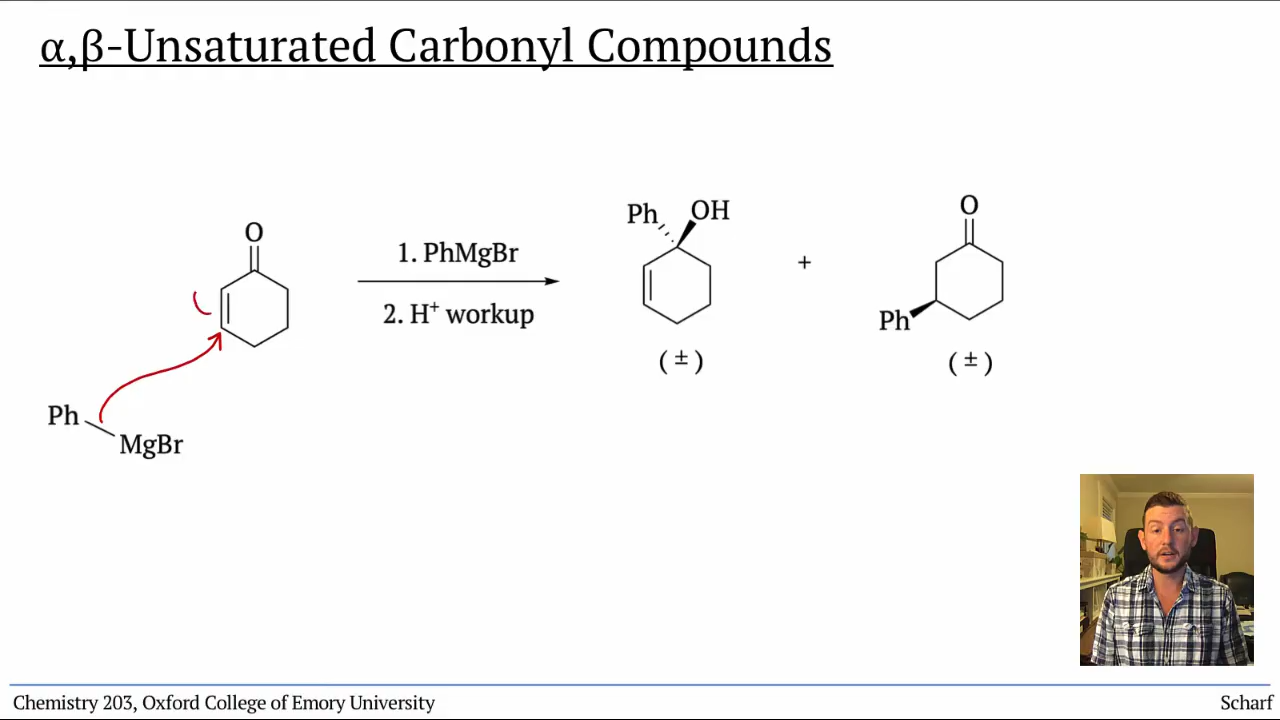 α,β-Unsaturated Carbonyl Compounds
O
1. PhMgBr
2. H⁺ workup
Ph OH
(±)
+
O
Ph
(±)
Ph
MgBr
Chemistry 203, Oxford College of Emory University
Scharf